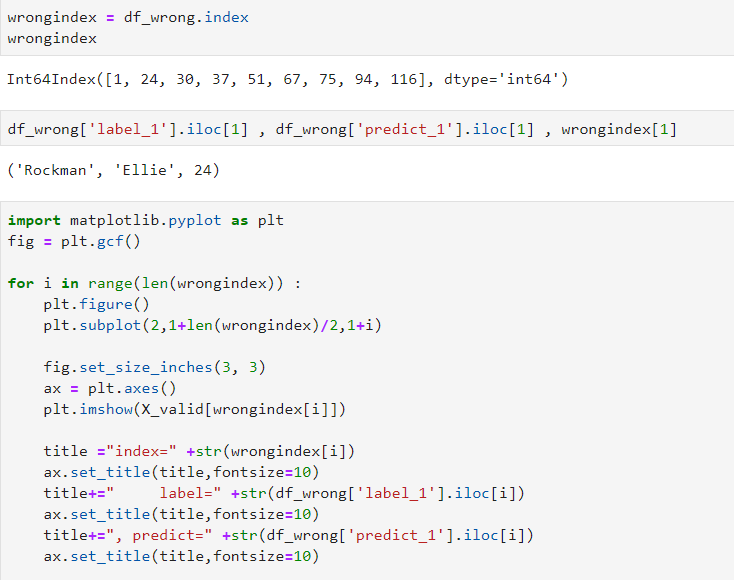 wrongindex = df_wrong.index
wrongindex
Int64Index([1, 24, 30, 37, 51, 67, 75, 94, 116], dtype='int64')
df_wrong['label_1'].iloc[1] , df_wrong['predict_1'].iloc[1] , wrongindex[1]
('Rockman', 'Ellie', 24)
import matplotlib.pyplot as plt
fig = plt.gcf()
for i in range(len(wrongindex)) :
    plt.figure()
    plt.subplot(2,1+len(wrongindex)/2,1+i)
    fig.set_size_inches(3, 3)
    ax = plt.axes()
    plt.imshow(X_valid[wrongindex[i]])
    title ="index=" +str(wrongindex[i])
    ax.set_title(title,fontsize=10)
    title+="     label=" +str(df_wrong['label_1'].iloc[i])
    ax.set_title(title,fontsize=10)
    title+=", predict=" +str(df_wrong['predict_1'].iloc[i])
    ax.set_title(title,fontsize=10)